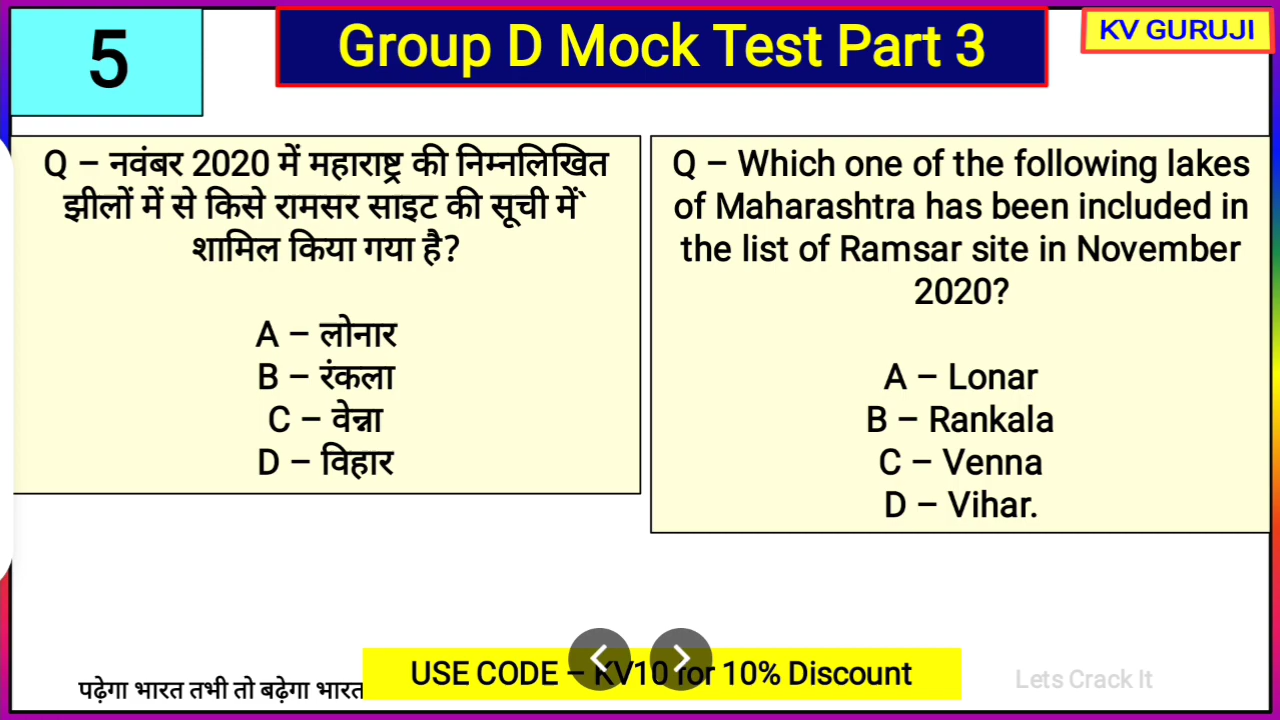 5
Group D Mock Test Part 3
KV GURUJI
Q – नवंबर 2020 में महाराष्ट्र की निम्नलिखित
झीलों में से किसे रामसर साइट की सूची में`
शामिल किया गया है?
A – लोनार
B – रंकला
C – वेन्ना
D – विहार
Q – Which one of the following lakes
of Maharashtra has been included in
the list of Ramsar site in November
2020?
A – Lonar
B – Rankala
C – Venna
D – Vihar.
USE CODE – KV10 for 10% Discount
पढ़ेगा भारत तभी तो बढ़ेगा भारत
Lets Crack It